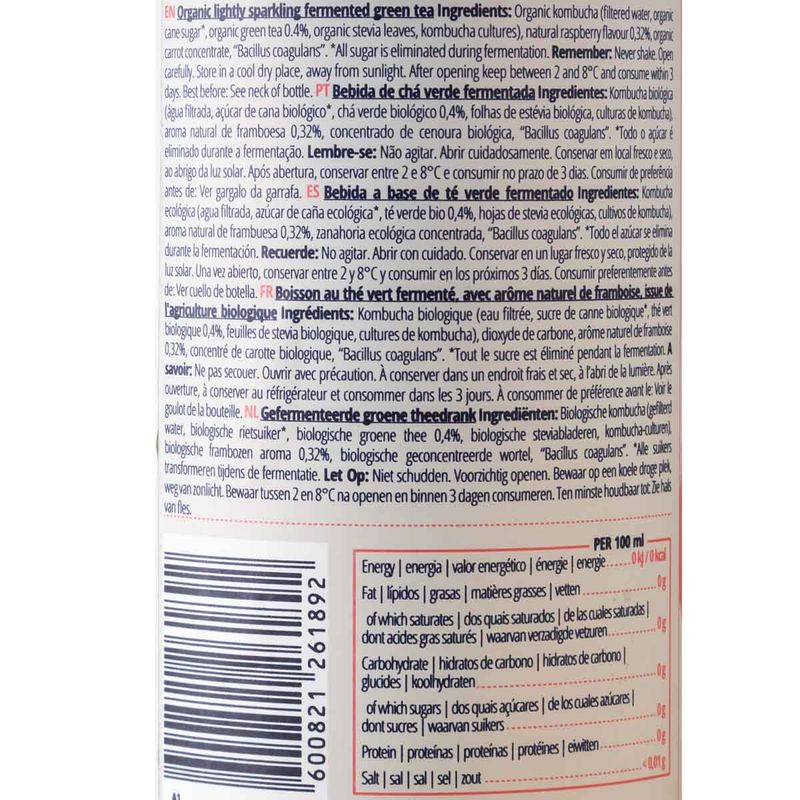 EN Organic lightly sparkling fermented green tea Ingredients: Organic kombucha (filtered water, organic
cane sugar*, organic green tea 0.4%, organic stevia leaves, kombucha cultures), natural raspberry flavour 0,32%, organic
carrot concentrate, “Bacillus coagulans”. *All sugar is eliminated during fermentation. Remember: Never shake. Open
carefully. Store in a cool dry place, away from sunlight. After opening keep between 2 and 8°C and consume within 3
days. Best before: See neck of bottle. PT Bebida de chá verde fermentada Ingredientes: Kombucha biológica
(água filtrada, açúcar de cana biológico*, chá verde biológico 0,4%, folhas de estévia biológica, culturas de kombucha),
aroma natural de framboesa 0,32%, concentrado de cenoura biológica, “Bacillus coagulans”. *Todo o açúcar é
eliminado durante a fermentação. Lembre-se: Não agitar. Abrir cuidadosamente. Conservar em local fresco e seco,
ao abrigo da luz solar. Após abertura, conservar entre 2 e 8°C e consumir no prazo de 3 dias. Consumir de preferência
antes de: Ver gargalo da garrafa. ES Bebida a base de té verde fermentado Ingredientes: Kombucha
ecológica (agua filtrada, azúcar de caña ecológica*, té verde bio 0,4%, hojas de stevia ecológicas, cultivos de kombucha),
aroma natural de frambuesa 0,32%, zanahoria ecológica concentrada, “Bacillus coagulans”. *Todo el azúcar se elimina
durante la fermentación. Recuerde: No agitar. Abrir con cuidado. Conservar en un lugar fresco y seco, protegido de la
luz solar. Una vez abierto, conservar entre 2 y 8°C y consumir en los próximos 3 días. Consumir preferentemente antes
de: Ver cuello de botella. FR Boisson au thé vert fermenté, avec arôme naturel de framboise, issue de
l'agriculture biologique Ingrédients: Kombucha biologique (eau filtrée, sucre de canne biologique*, thé vert
biologique 0,4%, feuilles de stevia biologique, cultures de kombucha), dioxyde de carbone, arôme naturel de framboise
0,32%, concentré de carotte biologique, “Bacillus coagulans”. *Tout le sucre est éliminé pendant la fermentation. A
savoir: Ne pas secouer. Ouvrir avec précaution. À conserver dans un endroit frais et sec, à l'abri de la lumière. Après
ouverture, à conserver au réfrigérateur et consommer dans les 3 jours. À consommer de préférence avant le: Voir le
goulot de la bouteille. NL Gefermenteerde groene theedrank Ingrediënten: Biologische kombucha (gefilterd
water, biologische rietsuiker*, biologische groene thee 0,4%, biologische steviabladeren, kombucha-culturen),
biologische frambozen aroma 0,32%, biologische geconcentreerde wortel, “Bacillus coagulans”. *Alle suikers
transformeren tijdens de fermentatie. Let Op: Niet schudden. Voorzichtig openen. Bewaar op een koele droge plek,
weg van zonlicht. Bewaar tussen 2 en 8°C na openen en binnen 3 dagen consumeren. Ten minste houdbaar tot: Zie hals
van fles.
PER 100 ml
Energy | energia | valor energético | énergie | energie 0 kJ / 0 kcal
Fat | lípidos | grasas | matières grasses | vetten 0 g
of which saturates | dos quais saturados | de las cuales saturadas |
dont acides gras saturés | waarvan verzadigde vetzuren 0 g
Carbohydrate | hidratos de carbono | hidratos de carbono |
glucides | koolhydraten 0 g
of which sugars | dos quais açúcares | de los cuales azúcares |
dont sucres | waarvan suikers 0 g
Protein | proteínas | proteínas | protéines | eiwitten 0 g
Salt | sal | sal | sel | zout < 0,01 g
600821 261892
A1